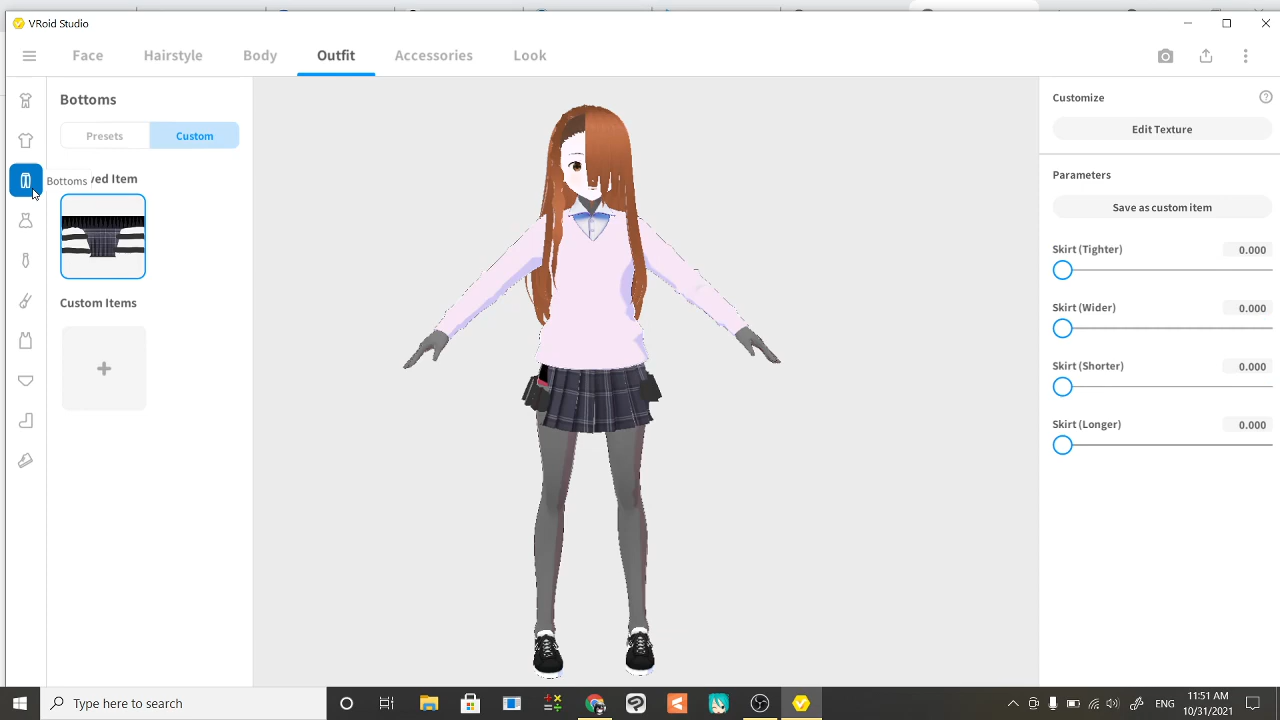 VRoid Studio
Face Hairstyle Body Outfit Accessories Look
Bottoms
Presets Custom
Bottoms ved Item
Custom Items
+
Customize
Edit Texture
Parameters
Save as custom item
Skirt (Tighter) 0.000
Skirt (Wider) 0.000
Skirt (Shorter) 0.000
Skirt (Longer) 0.000
Type here to search
ENG
11:51 AM
10/31/2021